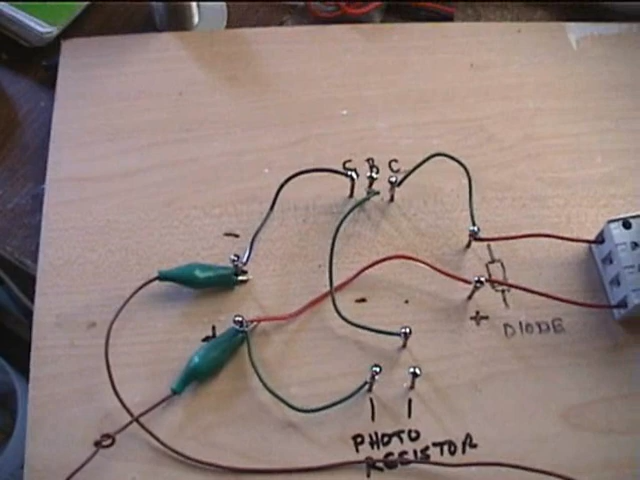 C B C
-
-
+
+
DIODE
PHOTO
RESISTOR